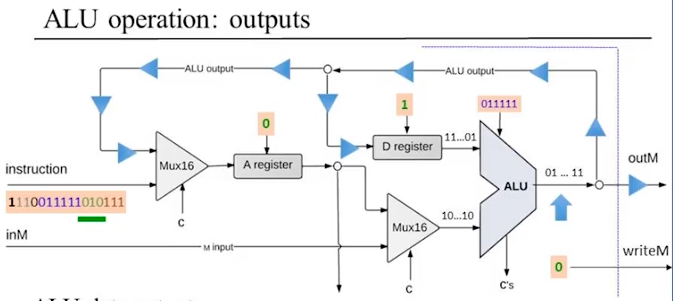 ALU operation: outputs
ALU output
ALU output
0
1
011111
11...01
Mux16
A register
D register
instruction
ALU
01 ... 11
outM
1110011111010111
c
Mux16
10...10
inM
M input
writeM
0
c
c's